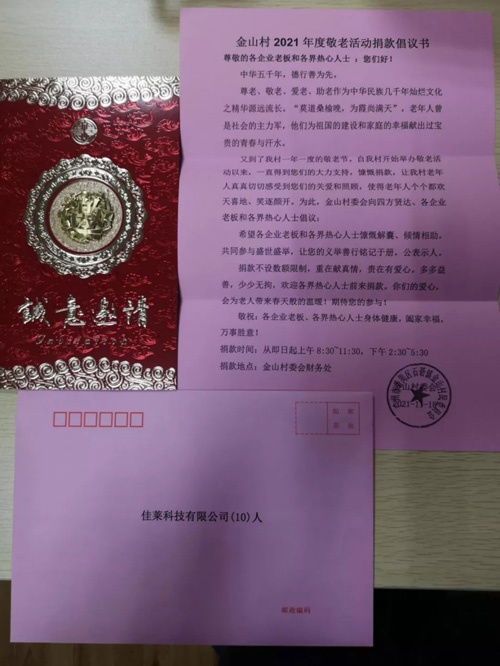 金山村 2021 年度敬老活动捐款倡议书
尊敬的各企业老板和各界热心人士：您们好！
中华五千年，德行善为先。
尊老、敬老、爱老、助老作为中华民族几千年灿烂文化
之精华源远流长，“莫道桑榆晚，为霞尚满天”，老年人曾
是社会的主力军，他们为祖国的建设和家庭的幸福献出过宝
贵的青春与汗水。
又到了我村一年一度的敬老节，自我村开始举办敬老活
动以来，一直得到您们的大力支持，慷慨捐款，让我村老年
人真真切切感受到您们的关爱和照顾，使得老年人个个都欢
天喜地、笑逐颜开。为此，金山村委会向四方贤达、各企业
老板和各界热心人士倡议：
希望各企业老板和各界热心人士慷慨解囊、倾情相助，
共同参与盛世盛举，让您的义举善行铭记于册，公表示人。
捐款不设数额限制，重在献真情，贵在有爱心，多多益
善，少少无拘，欢迎各界热心人士前来捐款，你们的爱心，
会为老人带来春天般的温暖！期待您的参与！
敬祝：各企业老板、各界热心人士身体健康，阖家幸福，
万事胜意！
捐款时间：从即日起上午 8:30~11:30，下午 2:30~5:30
捐款地点：金山村委会财务处
金山村委会
2021-11-1
誠意邀請
贴邮
票处
佳莱科技有限公司(10)人
邮政编码